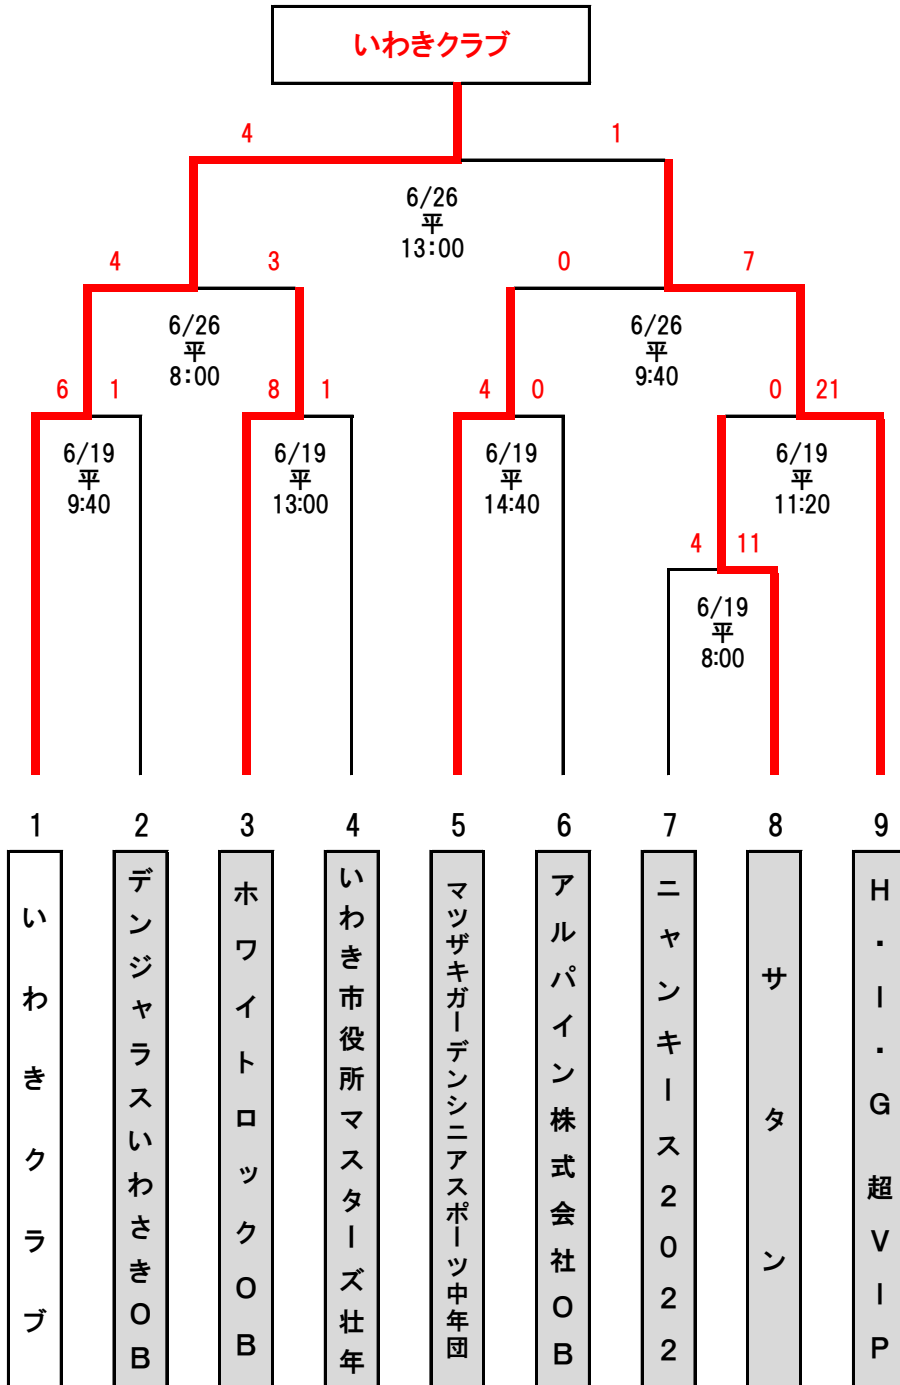 いわきクラブ
4 1
6/26
平
13:00
4 3 0 7
6/26
平
8:00
6/26
平
9:40
6 1 8 1 4 0 0 21
6/19
平
9:40
6/19
平
13:00
6/19
平
14:40
6/19
平
11:20
4 11
6/19
平
8:00
1 2 3 4 5 6 7 8 9
いわきクラブ
デンジャラスいわさきOB
ホワイトロックOB
いわき市役所マスターズ壮年
マツザキガーデンシニアスポーツ中年団
アルパイン株式会社OB
ニャンキース2022
サタン
H.I.G 超VIP